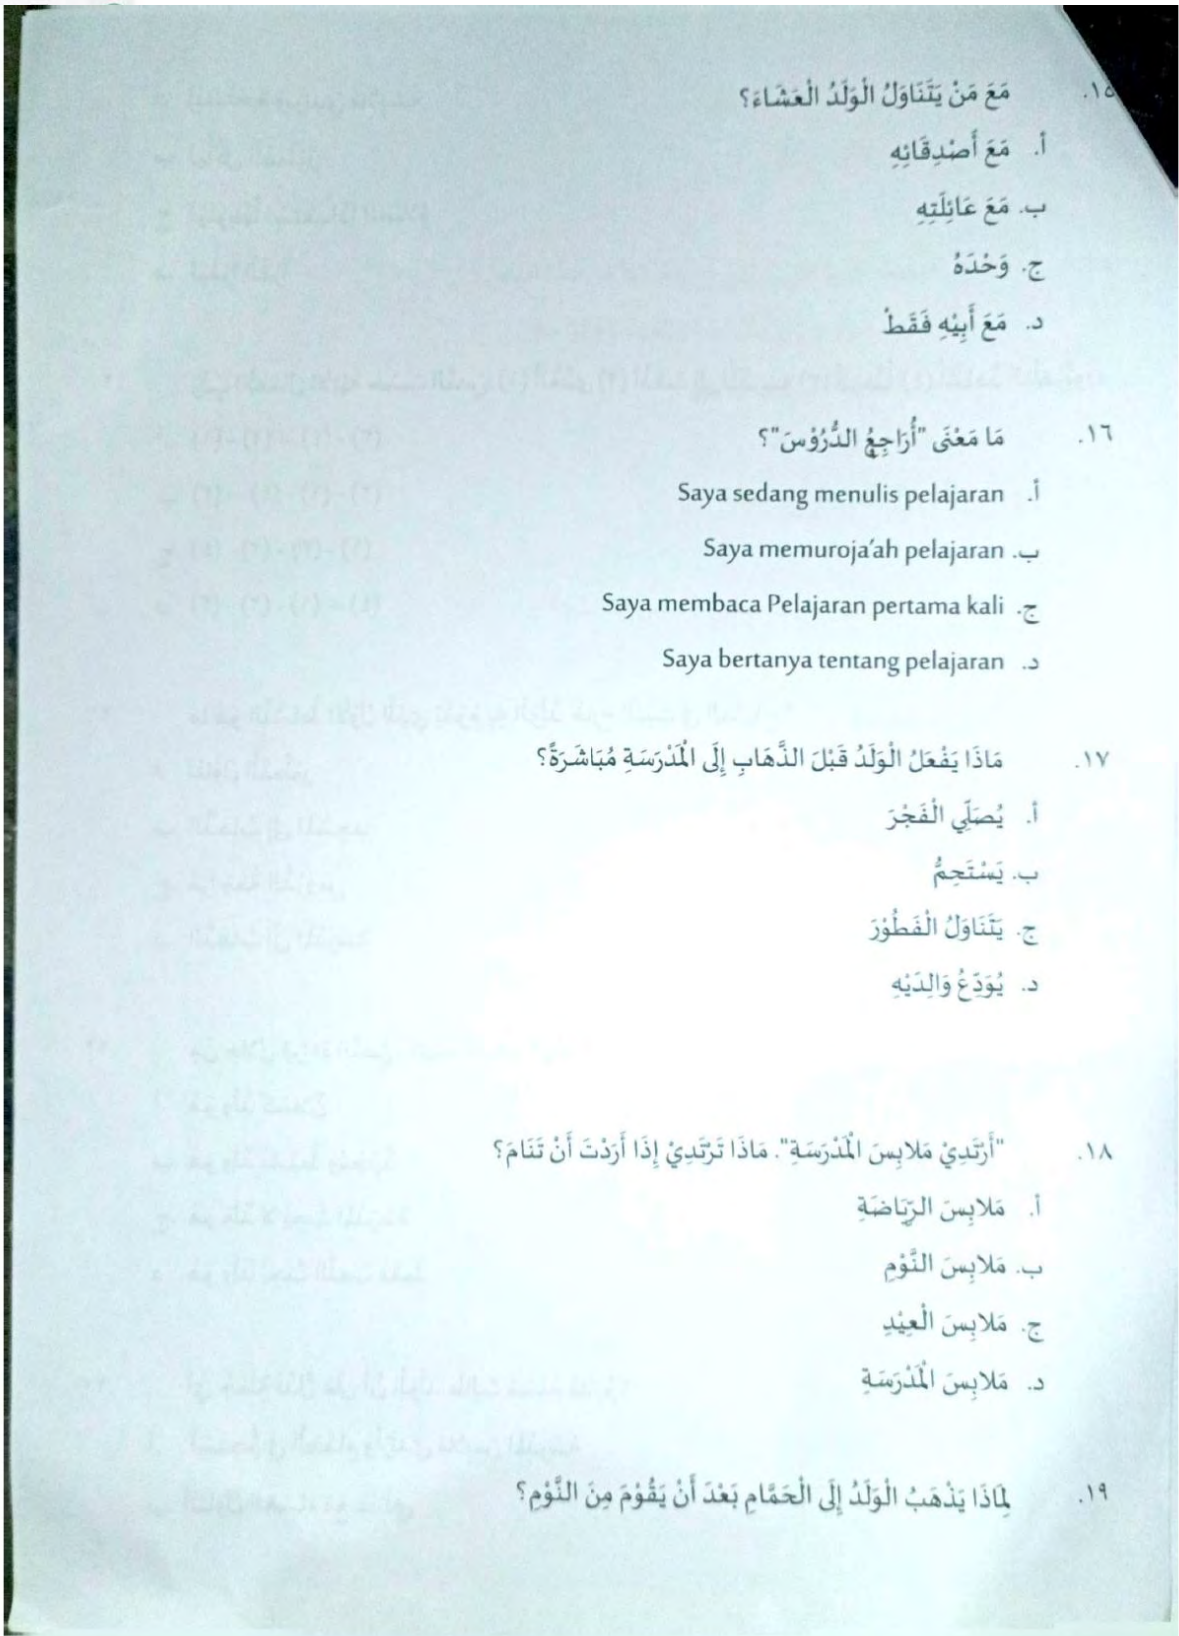 ١٥. مَعَ مَنْ يَتَنَاوَلُ الْوَلَدُ الْعَشَاءَ؟
أ. مَعَ أَصْدِقَائِهِ
ب. مَعَ عَائِلَتِهِ
ج. وَحْدَهُ
د. مَعَ أَبِيْهِ فَقَطْ
١٦. مَا مَعْنَى "أُرَاجِعُ الدُّرُوْسَ"؟
أ. Saya sedang menulis pelajaran
ب. Saya memuroja'ah pelajaran
ج. Saya membaca Pelajaran pertama kali
د. Saya bertanya tentang pelajaran
١٧. مَاذَا يَفْعَلُ الْوَلَدُ قَبْلَ الذَّهَابِ إِلَى الْمَدْرَسَةِ مُبَاشَرَةً؟
أ. يُصَلِّي الْفَجْرَ
ب. يَسْتَحِمُّ
ج. يَتَنَاوَلُ الْفَطُوْرَ
د. يُوَدِّعُ وَالِدَيْهِ
١٨. "أَرْتَدِيْ مَلَابِسَ الْمَدْرَسَةِ". مَاذَا تَرْتَدِيْ إِذَا أَرَدْتَ أَنْ تَنَامَ؟
أ. مَلَابِسَ الرِّيَاضَةِ
ب. مَلَابِسَ النَّوْمِ
ج. مَلَابِسَ الْعِيْدِ
د. مَلَابِسَ الْمَدْرَسَةِ
١٩. لِمَاذَا يَذْهَبُ الْوَلَدُ إِلَى الْحَمَّامِ بَعْدَ أَنْ يَقُوْمَ مِنَ النَّوْمِ؟